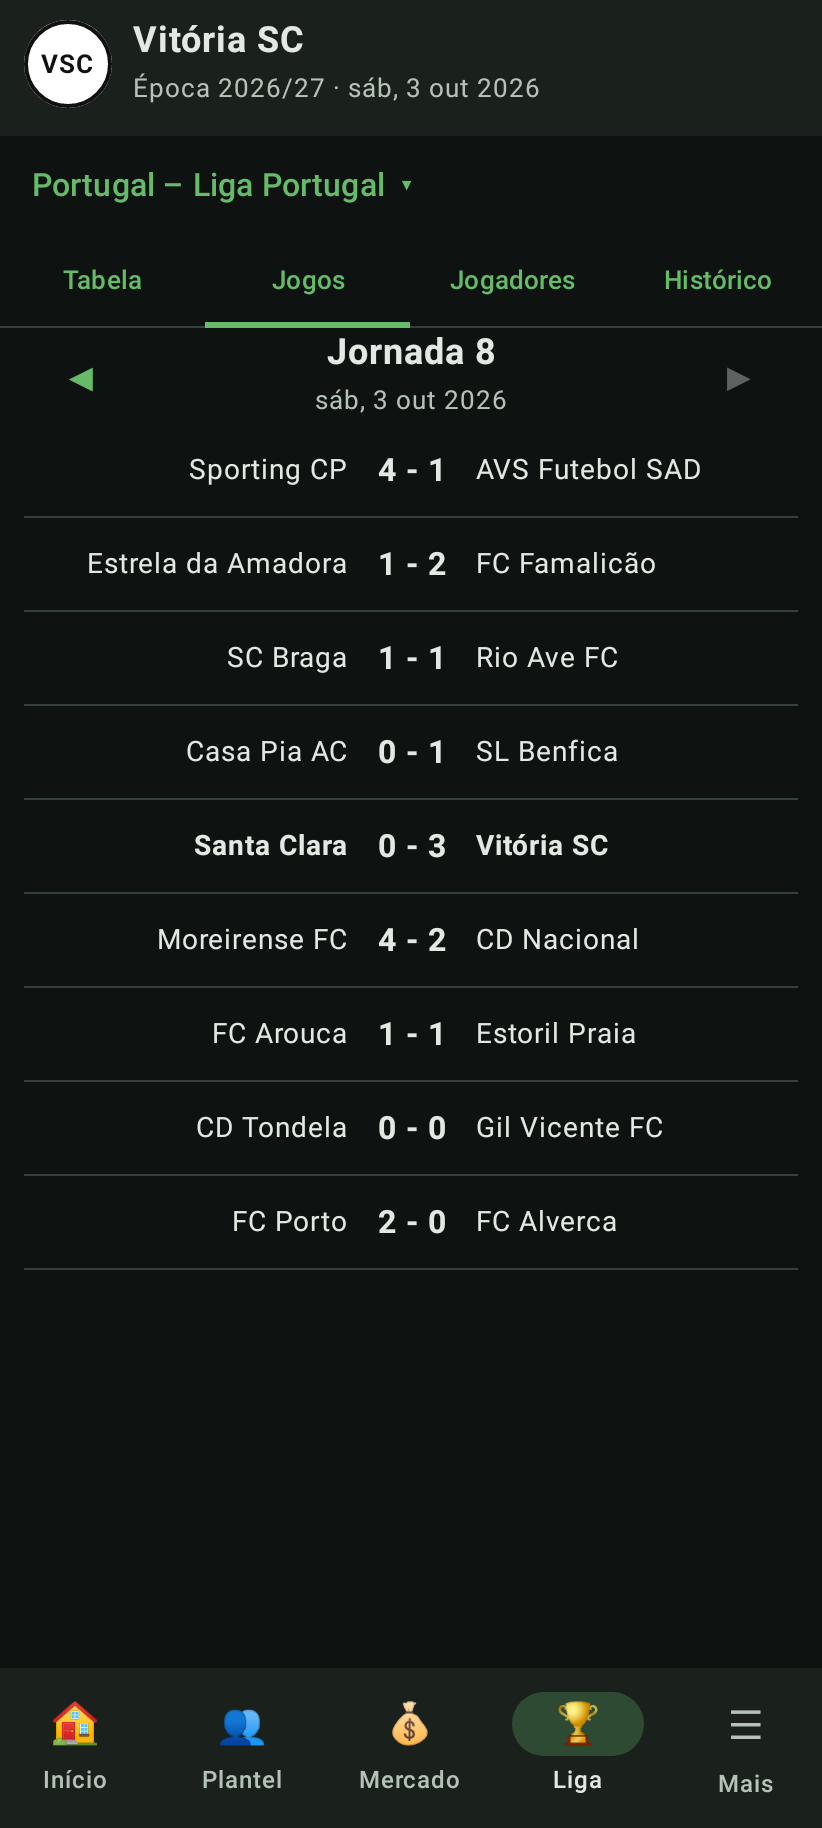 VSC
Vitória SC
Época 2026/27 · sáb, 3 out 2026
Portugal – Liga Portugal ▾
Tabela Jogos Jogadores Histórico
◀ Jornada 8 ▶
sáb, 3 out 2026
Sporting CP 4 - 1 AVS Futebol SAD
Estrela da Amadora 1 - 2 FC Famalicão
SC Braga 1 - 1 Rio Ave FC
Casa Pia AC 0 - 1 SL Benfica
Santa Clara 0 - 3 Vitória SC
Moreirense FC 4 - 2 CD Nacional
FC Arouca 1 - 1 Estoril Praia
CD Tondela 0 - 0 Gil Vicente FC
FC Porto 2 - 0 FC Alverca
Início Plantel Mercado Liga Mais